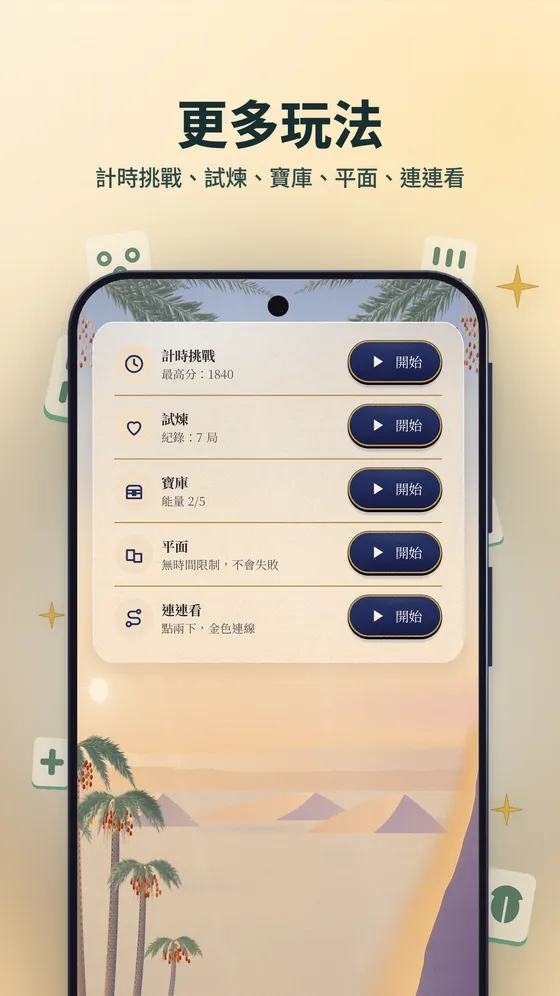 更多玩法
計時挑戰、試煉、寶庫、平面、連連看
計時挑戰
最高分：1840
開始
試煉
紀錄：7 局
開始
寶庫
能量 2/5
開始
平面
無時間限制，不會失敗
開始
連連看
點兩下，金色連線
開始